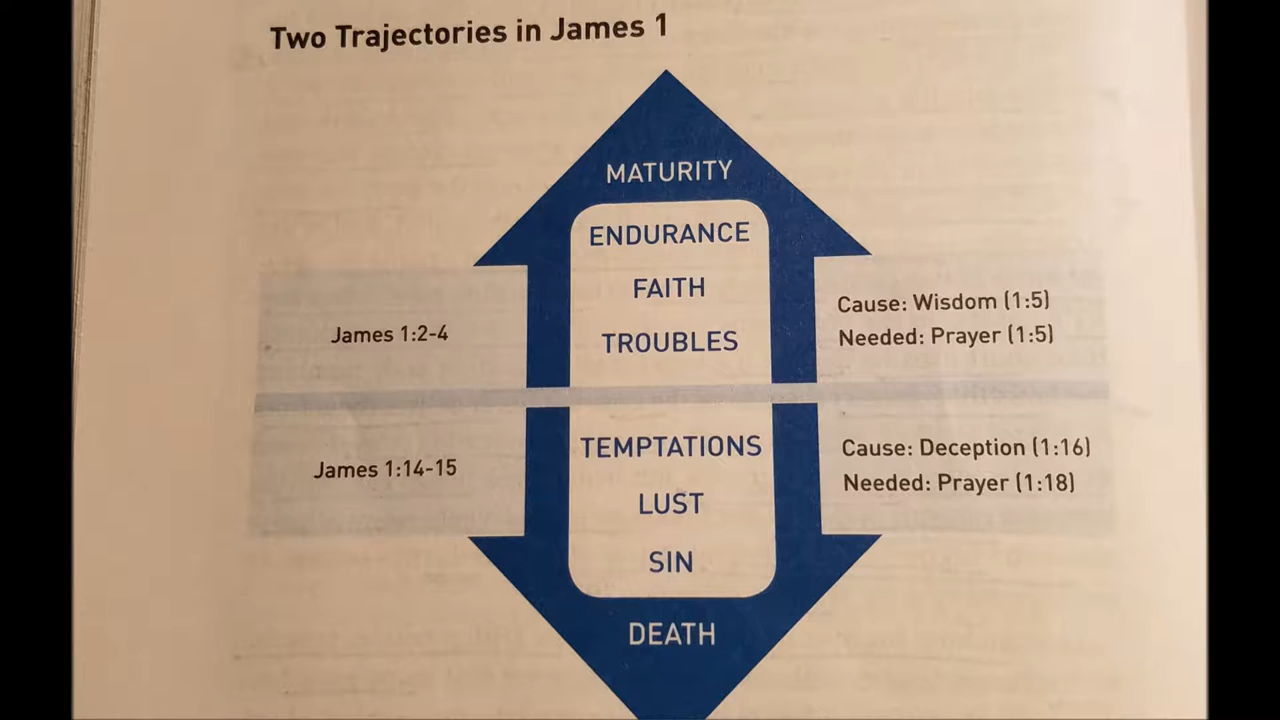 Two Trajectories in James 1
MATURITY
ENDURANCE
FAITH
TROUBLES
James 1:2-4
Cause: Wisdom (1:5)
Needed: Prayer (1:5)
TEMPTATIONS
LUST
SIN
James 1:14-15
Cause: Deception (1:16)
Needed: Prayer (1:18)
DEATH